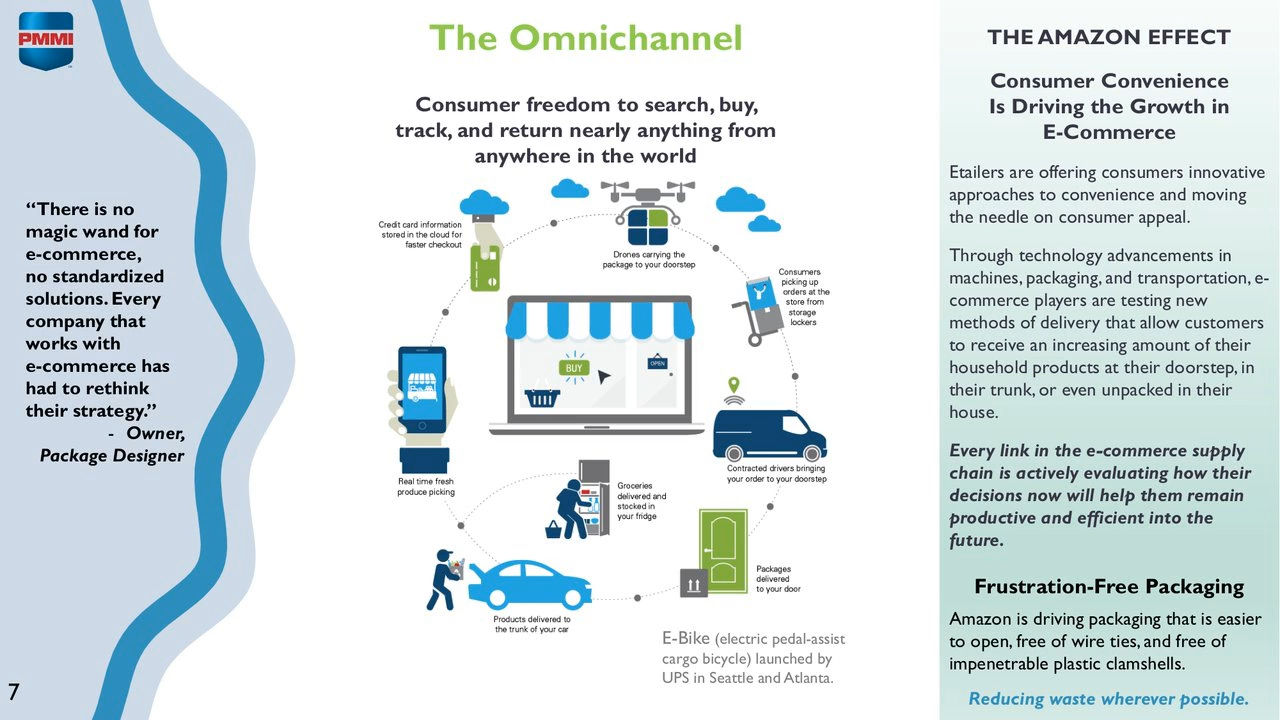 PMMI
The Omnichannel
Consumer freedom to search, buy,
track, and return nearly anything from
anywhere in the world
“There is no
magic wand for
e-commerce,
no standardized
solutions. Every
company that
works with
e-commerce has
had to rethink
their strategy.”
- Owner,
Package Designer
Credit card information
stored in the cloud for
faster checkout
Drones carrying the
package to your doorstep
Consumers
picking up
orders at the
store from
storage
lockers
BUY
OPEN
Contracted drivers bringing
your order to your doorstep
Real time fresh
produce picking
Groceries
delivered and
stocked in
your fridge
Packages
delivered
to your door
Products delivered to
the trunk of your car
E-Bike (electric pedal-assist
cargo bicycle) launched by
UPS in Seattle and Atlanta.
THE AMAZON EFFECT
Consumer Convenience
Is Driving the Growth in
E-Commerce
Etailers are offering consumers innovative
approaches to convenience and moving
the needle on consumer appeal.
Through technology advancements in
machines, packaging, and transportation, e-
commerce players are testing new
methods of delivery that allow customers
to receive an increasing amount of their
household products at their doorstep, in
their trunk, or even unpacked in their
house.
Every link in the e-commerce supply
chain is actively evaluating how their
decisions now will help them remain
productive and efficient into the
future.
Frustration-Free Packaging
Amazon is driving packaging that is easier
to open, free of wire ties, and free of
impenetrable plastic clamshells.
Reducing waste wherever possible.
7